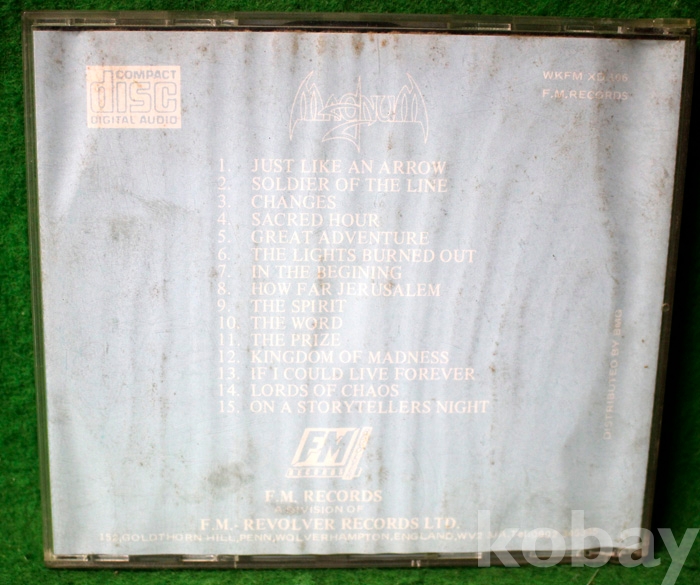 COMPACT
disc
DIGITAL AUDIO
MAGNUM
WKFM
F.M. RECORDS
1. JUST LIKE AN ARROW
2. SOLDIER OF THE LINE
3. CHANGES
4. SACRED HOUR
5. GREAT ADVENTURE
6. THE LIGHTS BURNED OUT
7. IN THE BEGINING
8. HOW FAR JERUSALEM
9. THE SPIRIT
10. THE WORD
11. THE PRIZE
12. KINGDOM OF MADNESS
13. IF I COULD LIVE FOREVER
14. LORDS OF CHAOS
15. ON A STORYTELLERS NIGHT
DISTRIBUTED BY BMG
FM
RECORDS
F.M. RECORDS
A DIVISION OF
F.M.- REVOLVER RECORDS LTD.
152, GOLDTHORN HILL, PENN, WOLVERHAMPTON, ENGLAND,
kobay